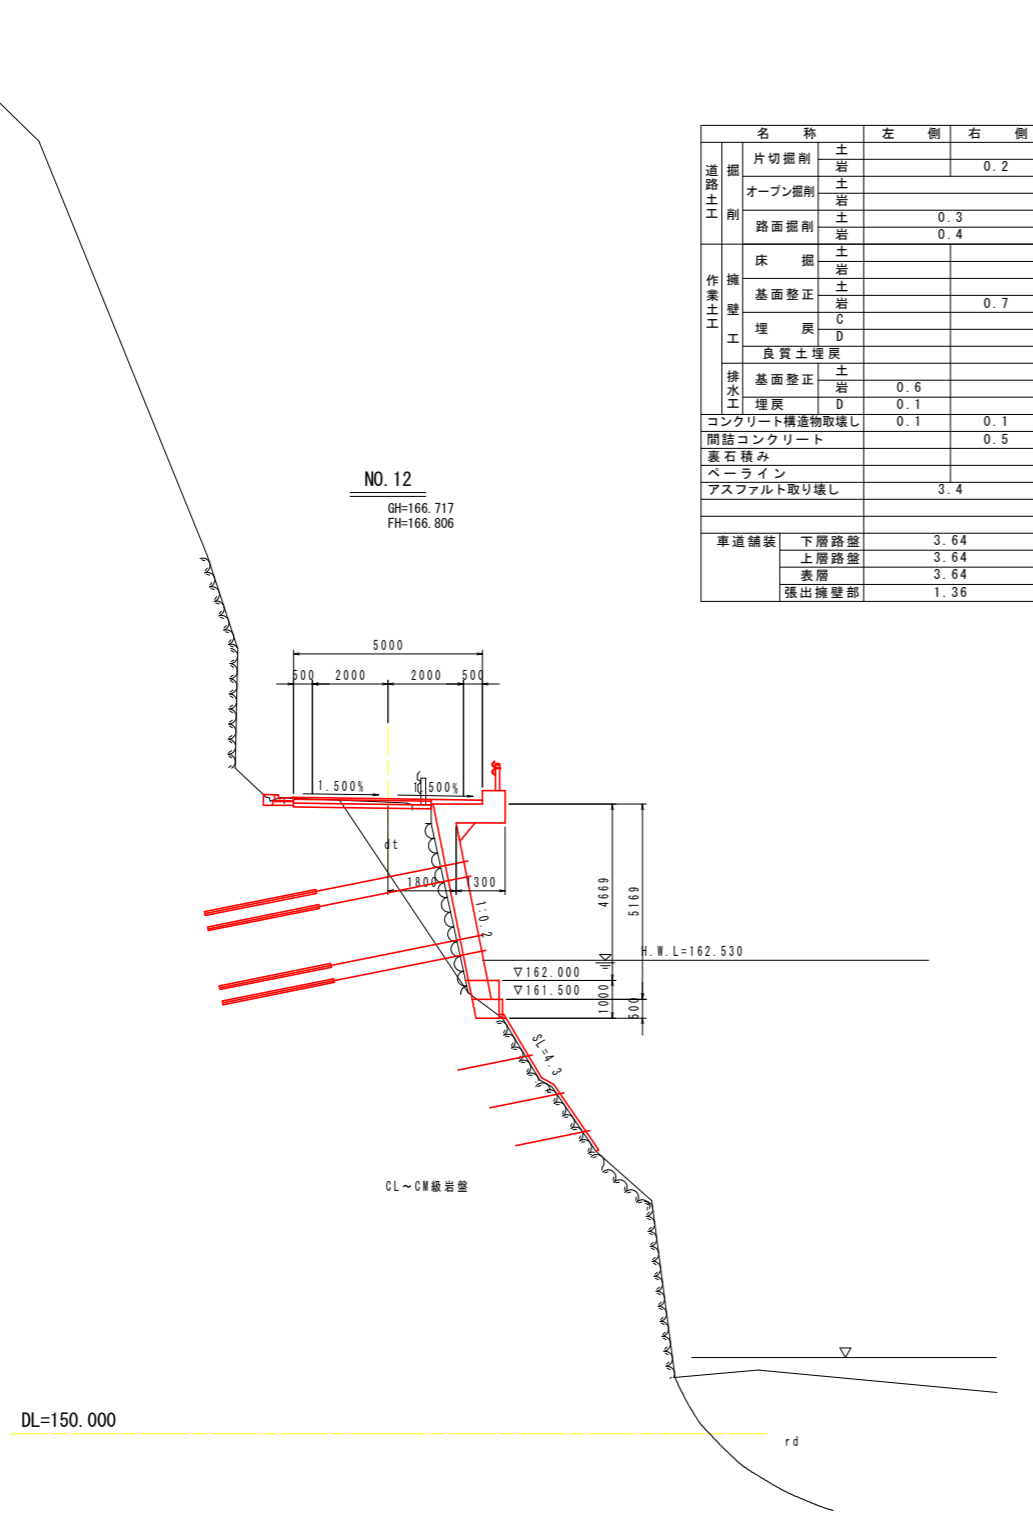 名 称 左 側 右 側
道路土工 掘削 片切掘削 土
岩 0.2
オープン掘削 土
岩
路面掘削 土 0.3
岩 0.4
作業土工 擁壁工 床 掘 土
岩
基面整正 土
岩 0.7
埋 戻 C
D
良質土埋戻
排水工 基面整正 土
岩 0.6
埋戻 D 0.1
コンクリート構造物取壊し 0.1 0.1
間詰コンクリート 0.5
裏石積み
ペーライン
アスファルト取り壊し 3.4
車道舗装 下層路盤 3.64
上層路盤 3.64
表層 3.64
張出擁壁部 1.36
NO.12
GH=166.717
FH=166.806
5000
500 2000 2000 500
1.500% 1.500%
dt
1800 1300
1:0.2
4669
5169
H.W.L=162.530
▽162.000
▽161.500
1000
500
SL=4.3
CL~CM級岩盤
DL=150.000
rd